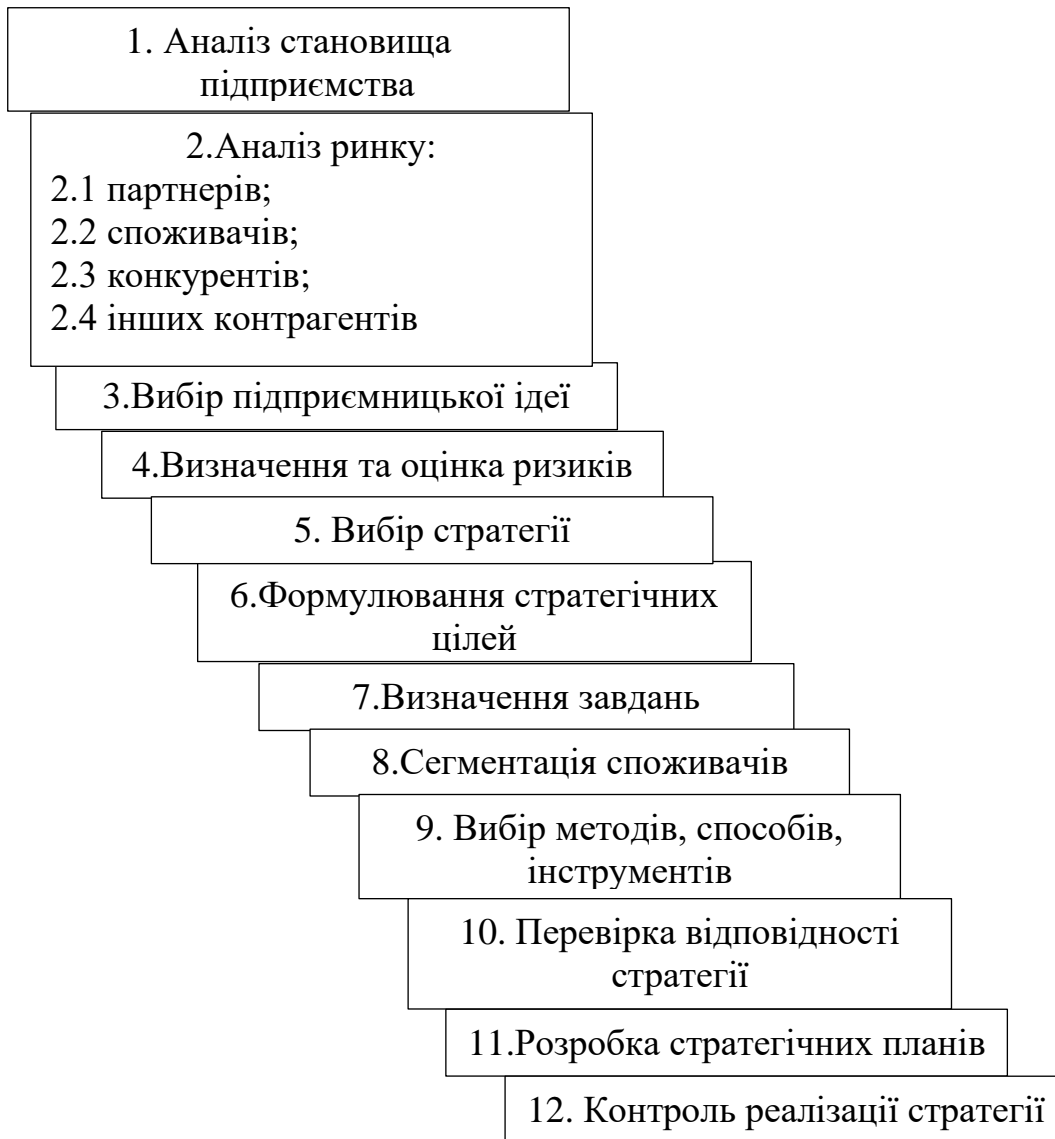 1. Аналіз становища
підприємства
2.Аналіз ринку:
2.1 партнерів;
2.2 споживачів;
2.3 конкурентів;
2.4 інших контрагентів
3.Вибір підприємницької ідеї
4.Визначення та оцінка ризиків
5. Вибір стратегії
6.Формулювання стратегічних
цілей
7.Визначення завдань
8.Сегментація споживачів
9. Вибір методів, способів,
інструментів
10. Перевірка відповідності
стратегії
11.Розробка стратегічних планів
12. Контроль реалізації стратегії